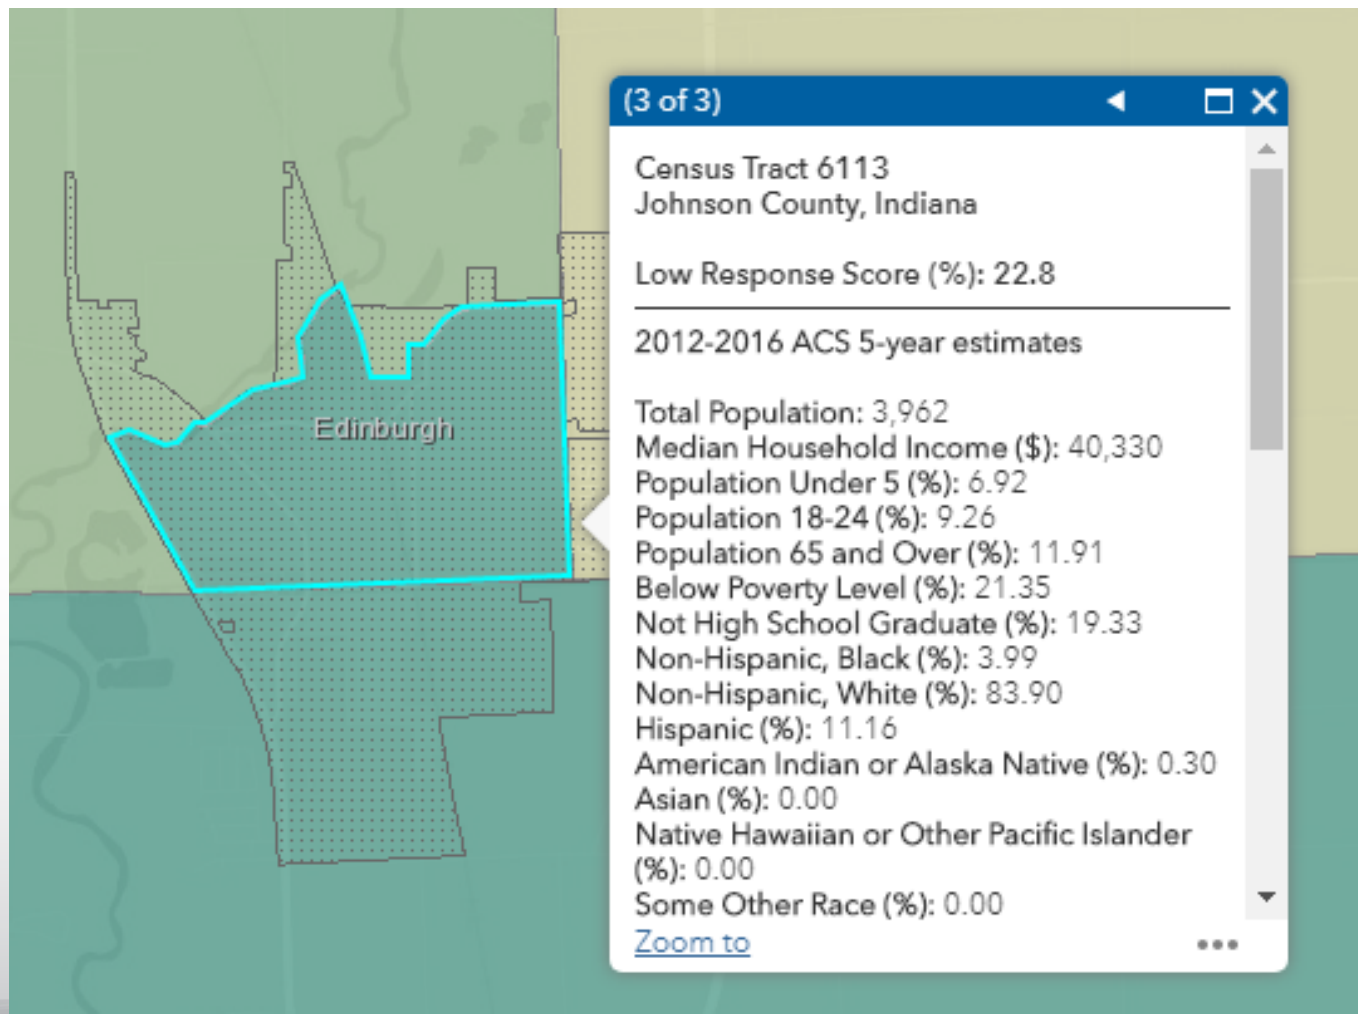 Edinburgh
(3 of 3)
Census Tract 6113
Johnson County, Indiana
Low Response Score (%): 22.8
2012-2016 ACS 5-year estimates
Total Population: 3,962
Median Household Income ($): 40,330
Population Under 5 (%): 6.92
Population 18-24 (%): 9.26
Population 65 and Over (%): 11.91
Below Poverty Level (%): 21.35
Not High School Graduate (%): 19.33
Non-Hispanic, Black (%): 3.99
Non-Hispanic, White (%): 83.90
Hispanic (%): 11.16
American Indian or Alaska Native (%): 0.30
Asian (%): 0.00
Native Hawaiian or Other Pacific Islander
(%): 0.00
Some Other Race (%): 0.00
Zoom to